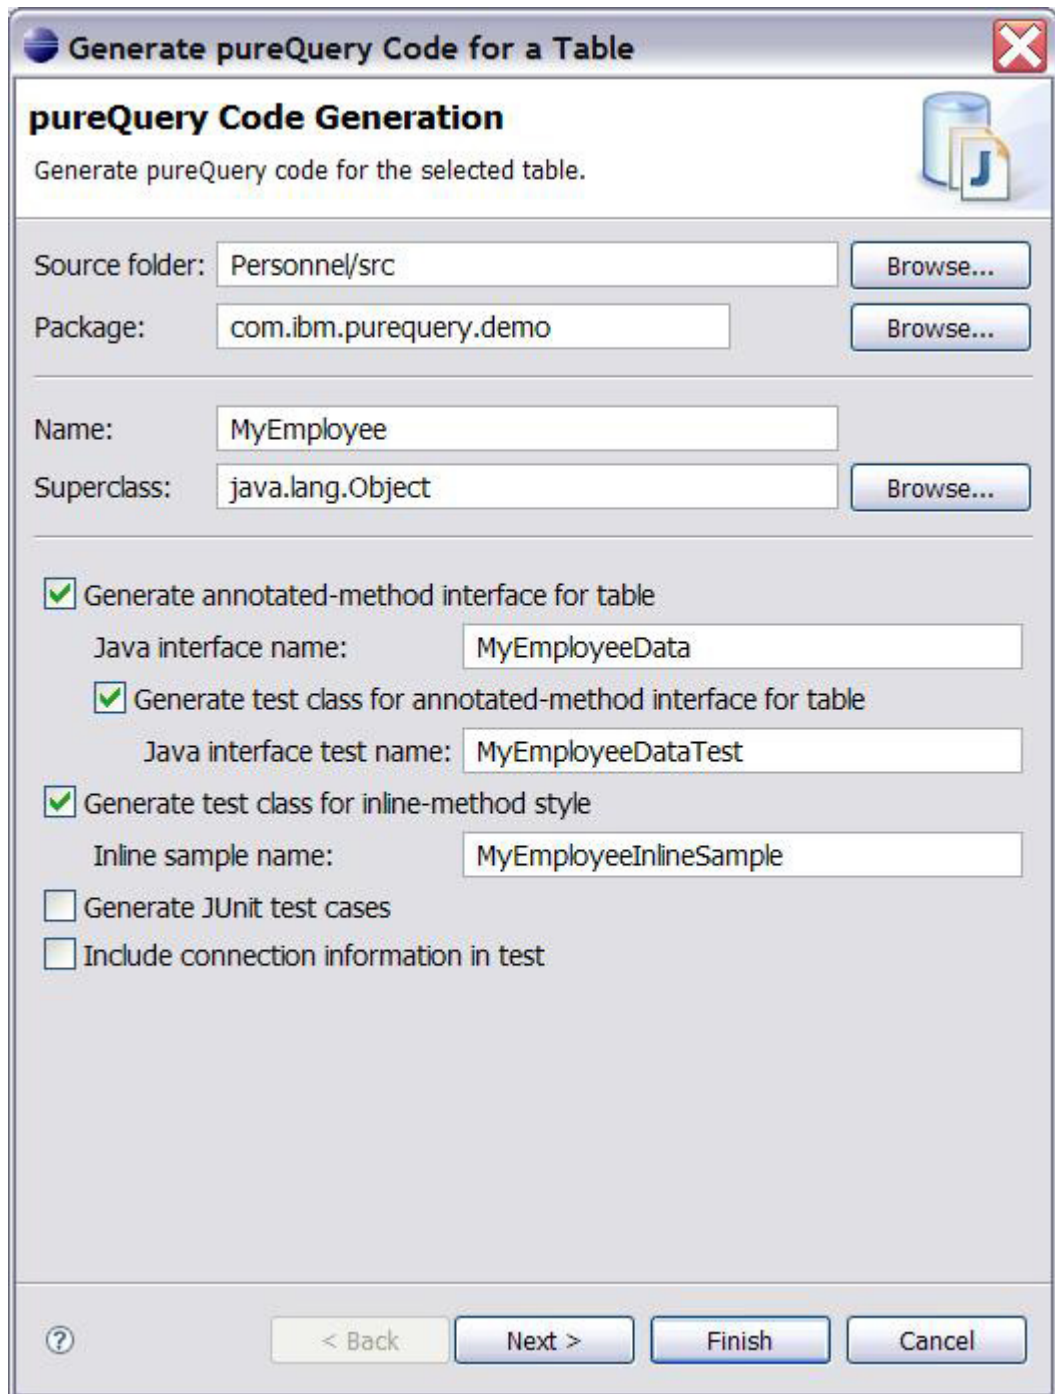 Generate pureQuery Code for a Table
pureQuery Code Generation
Generate pureQuery code for the selected table.
J
Source folder: Personnel/src Browse...
Package: com.ibm.purequery.demo Browse...
Name: MyEmployee
Superclass: java.lang.Object Browse...
Generate annotated-method interface for table
Java interface name: MyEmployeeData
Generate test class for annotated-method interface for table
Java interface test name: MyEmployeeDataTest
Generate test class for inline-method style
Inline sample name: MyEmployeeInlineSample
Generate JUnit test cases
Include connection information in test
? < Back Next > Finish Cancel